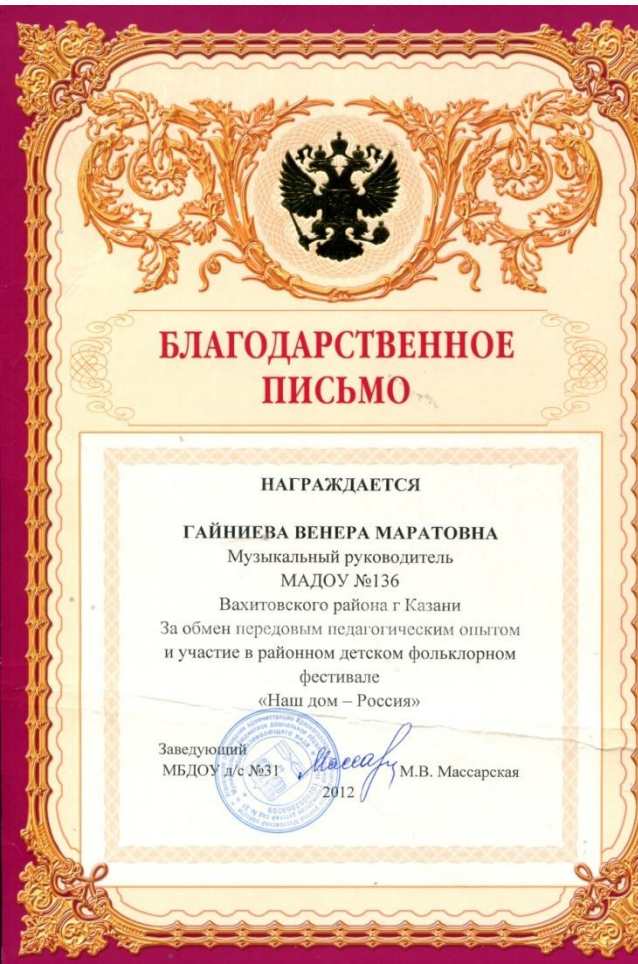 БЛАГОДАРСТВЕННОЕ
ПИСЬМО
НАГРАЖДАЕТСЯ
ГАЙНИЕВА ВЕНЕРА МАРАТОВНА
Музыкальный руководитель
МАДОУ №136
Вахитовского района г Казани
За обмен передовым педагогическим опытом
и участие в районном детском фольклорном
фестивале
«Наш дом – Россия»
Заведующий
МБДОУ д/с №31
М.В. Массарская
2012